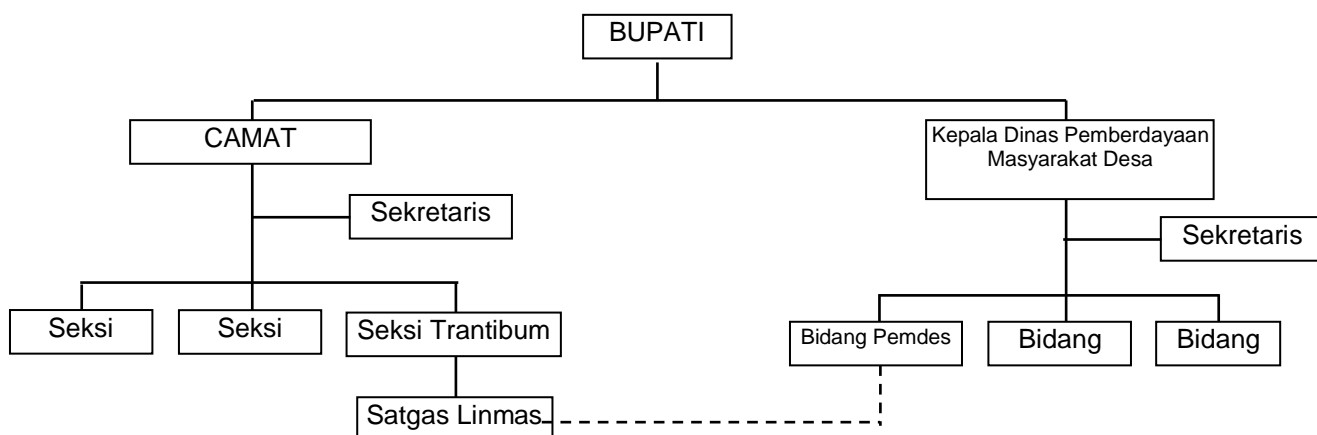 BUPATI
CAMAT
Kepala Dinas Pemberdayaan
Masyarakat Desa
Sekretaris
Sekretaris
Seksi
Seksi
Seksi Trantibum
Bidang Pemdes
Bidang
Bidang
Satgas Linmas